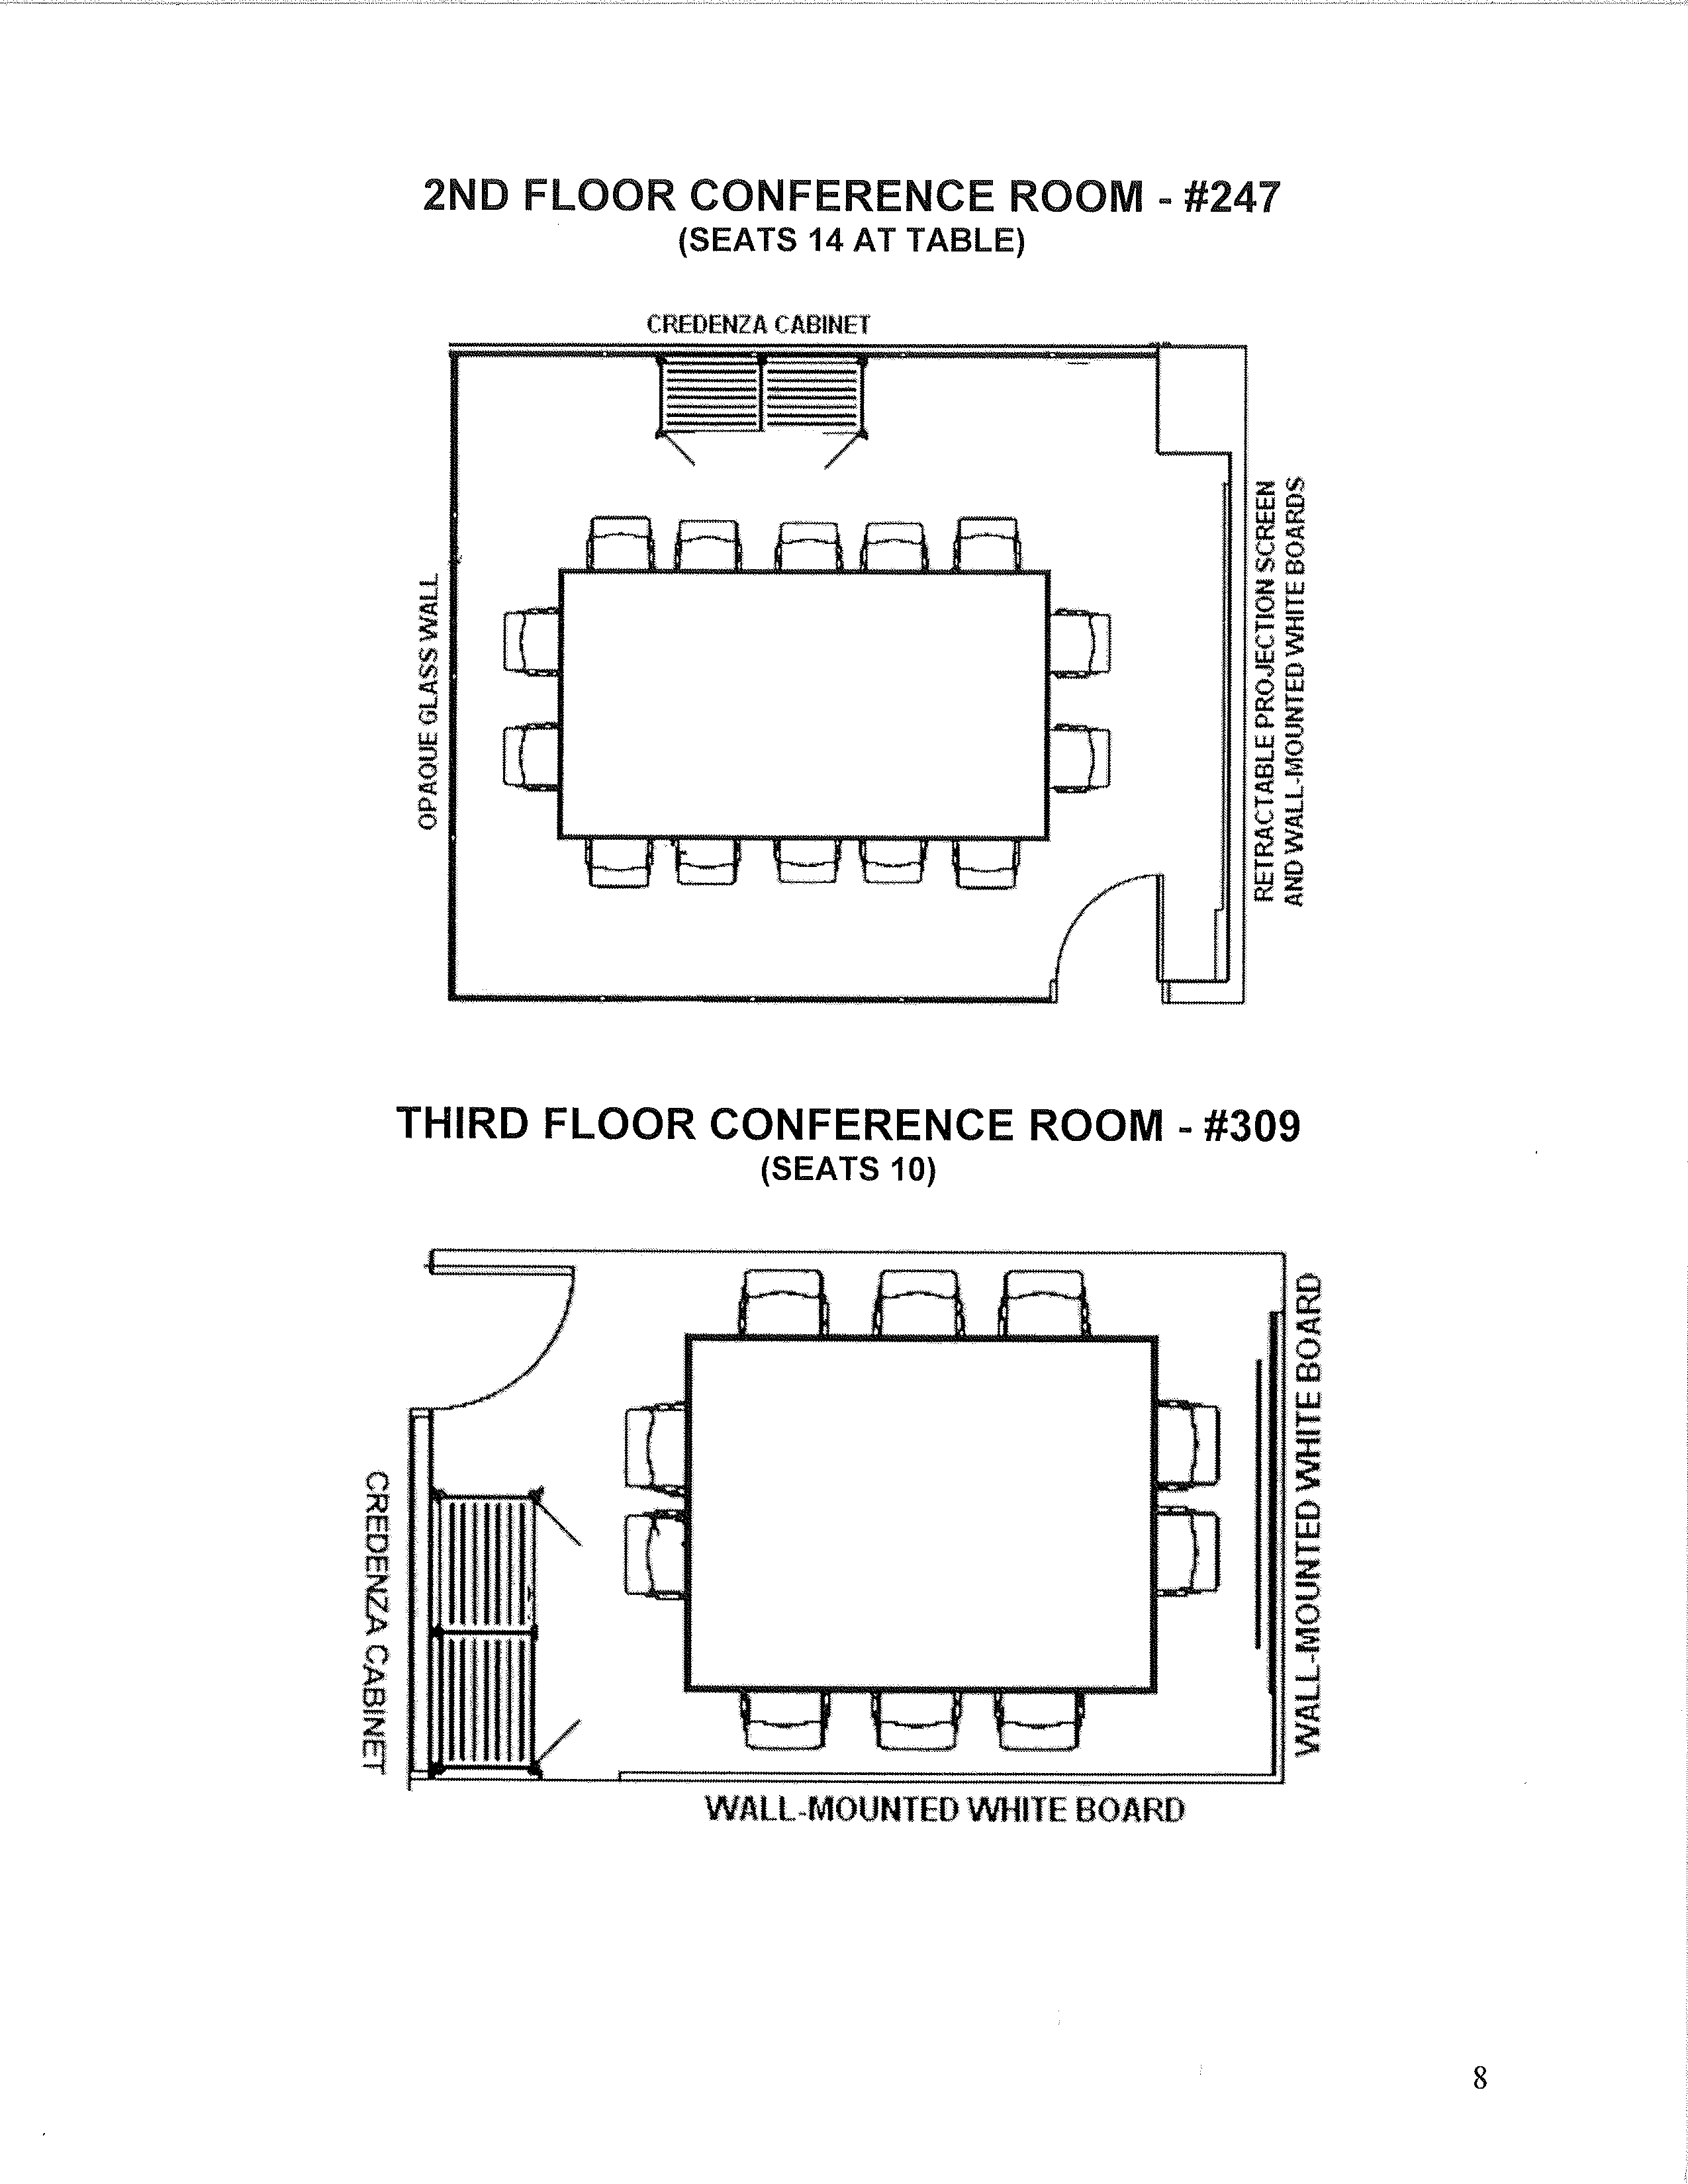 2ND FLOOR CONFERENCE ROOM - #247
(SEATS 14 AT TABLE)
CREDENZA CABINET
OPAQUE GLASS WALL
RETRACTABLE PROJECTION SCREEN
AND WALL-MOUNTED WHITE BOARDS
THIRD FLOOR CONFERENCE ROOM - #309
(SEATS 10)
CREDENZA CABINET
WALL-MOUNTED WHITE BOARD
WALL-MOUNTED WHITE BOARD
8